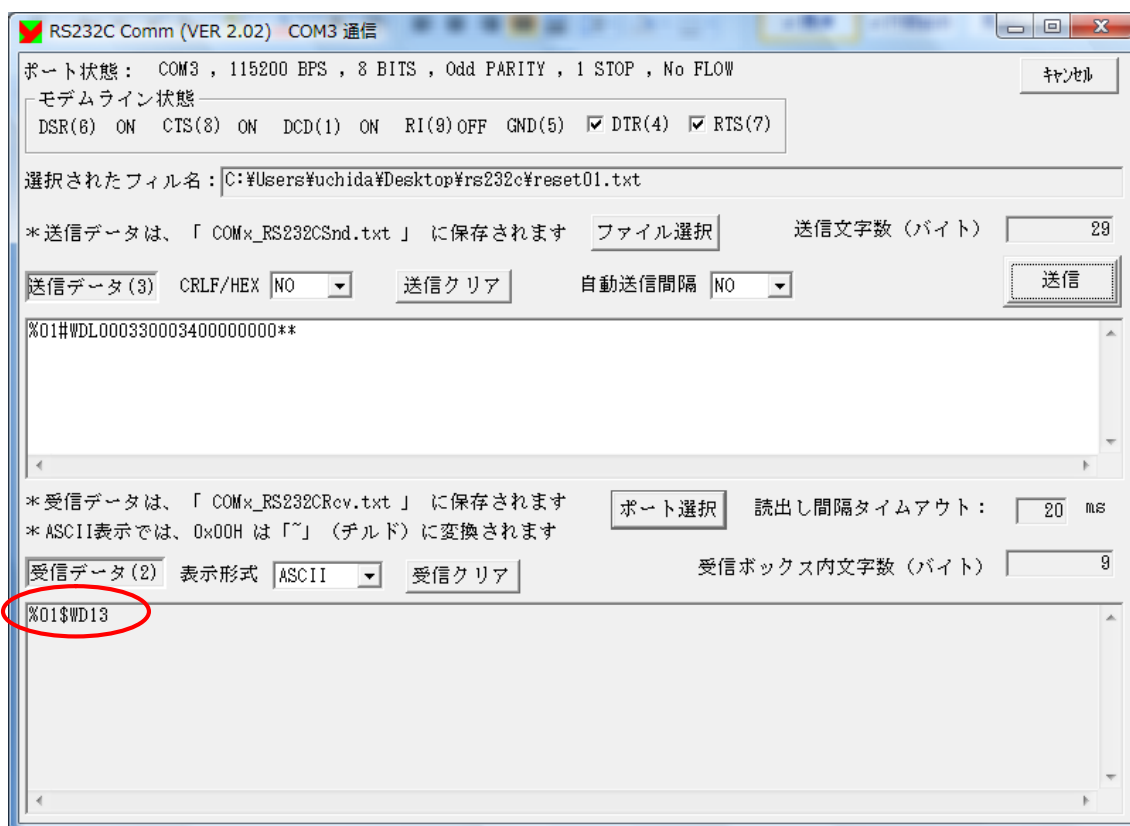 RS232C Comm (VER 2.02) COM3 通信
ポート状態： COM3 , 115200 BPS , 8 BITS , Odd PARITY , 1 STOP , No FLOW
ｷｬﾝｾﾙ
モデムライン状態
DSR(6) ON CTS(8) ON DCD(1) ON RI(9)OFF GND(5) DTR(4) RTS(7)
選択されたフィル名：C:¥Users¥uchida¥Desktop¥rs232c¥reset01.txt
＊送信データは、「 COMx_RS232CSnd.txt 」 に保存されます ファイル選択 送信文字数（バイト） 29
送信データ(3) CRLF/HEX NO 送信クリア 自動送信間隔 NO 送信
%01#WDL000330003400000000**
＊受信データは、「 COMx_RS232CRcv.txt 」 に保存されます ポート選択 読出し間隔タイムアウト： 20 ms
＊ASCII表示では、0x00H は「~」（チルド）に変換されます
受信データ(2) 表示形式 ASCII 受信クリア 受信ボックス内文字数（バイト） 9
%01$WD13